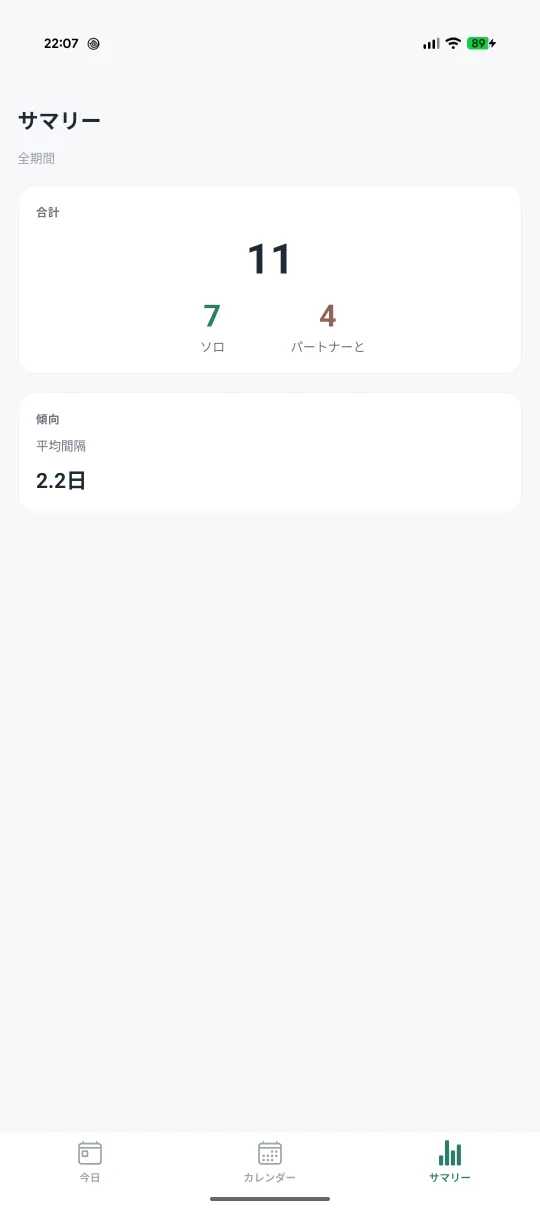 22:07
89
サマリー
全期間
合計
11
7 4
ソロ パートナーと
傾向
平均間隔
2.2日
今日 カレンダー サマリー